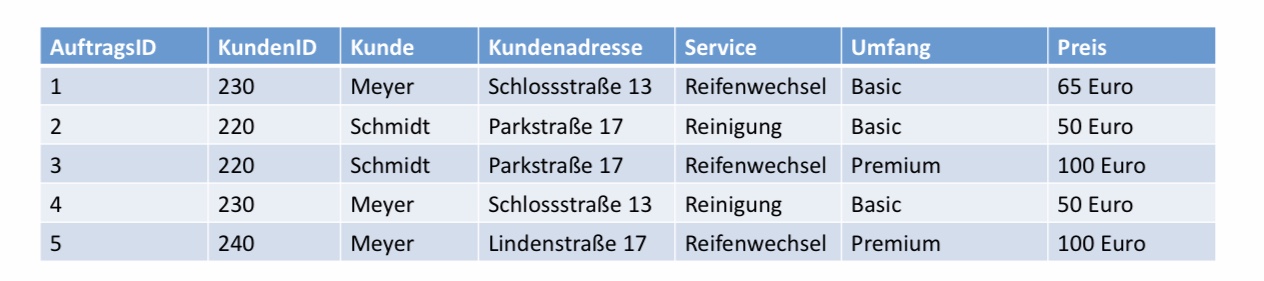 AuftragsID KundenID Kunde Kundenadresse Service Umfang Preis
1 230 Meyer Schlossstraße 13 Reifenwechsel Basic 65 Euro
2 220 Schmidt Parkstraße 17 Reinigung Basic 50 Euro
3 220 Schmidt Parkstraße 17 Reifenwechsel Premium 100 Euro
4 230 Meyer Schlossstraße 13 Reinigung Basic 50 Euro
5 240 Meyer Lindenstraße 17 Reifenwechsel Premium 100 Euro